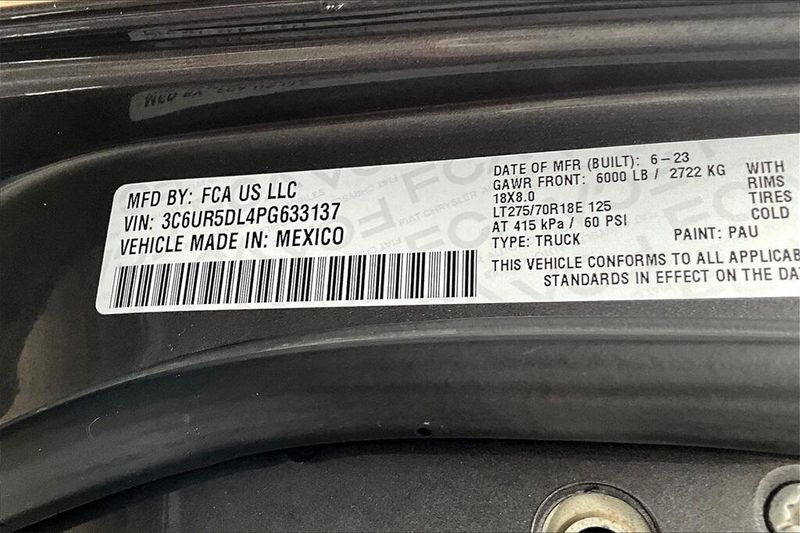 MFD BY: FCA US LLC
VIN: 3C6UR5DL4PG633137
VEHICLE MADE IN: MEXICO
DATE OF MFR (BUILT): 6-23
GAWR FRONT: 6000 LB / 2722 KG WITH
18X8.0 RIMS
LT275/70R18E 125 TIRES
AT 415 kPa / 60 PSI COLD
TYPE: TRUCK PAINT: PAU
THIS VEHICLE CONFORMS TO ALL APPLICAB
STANDARDS IN EFFECT ON THE DA